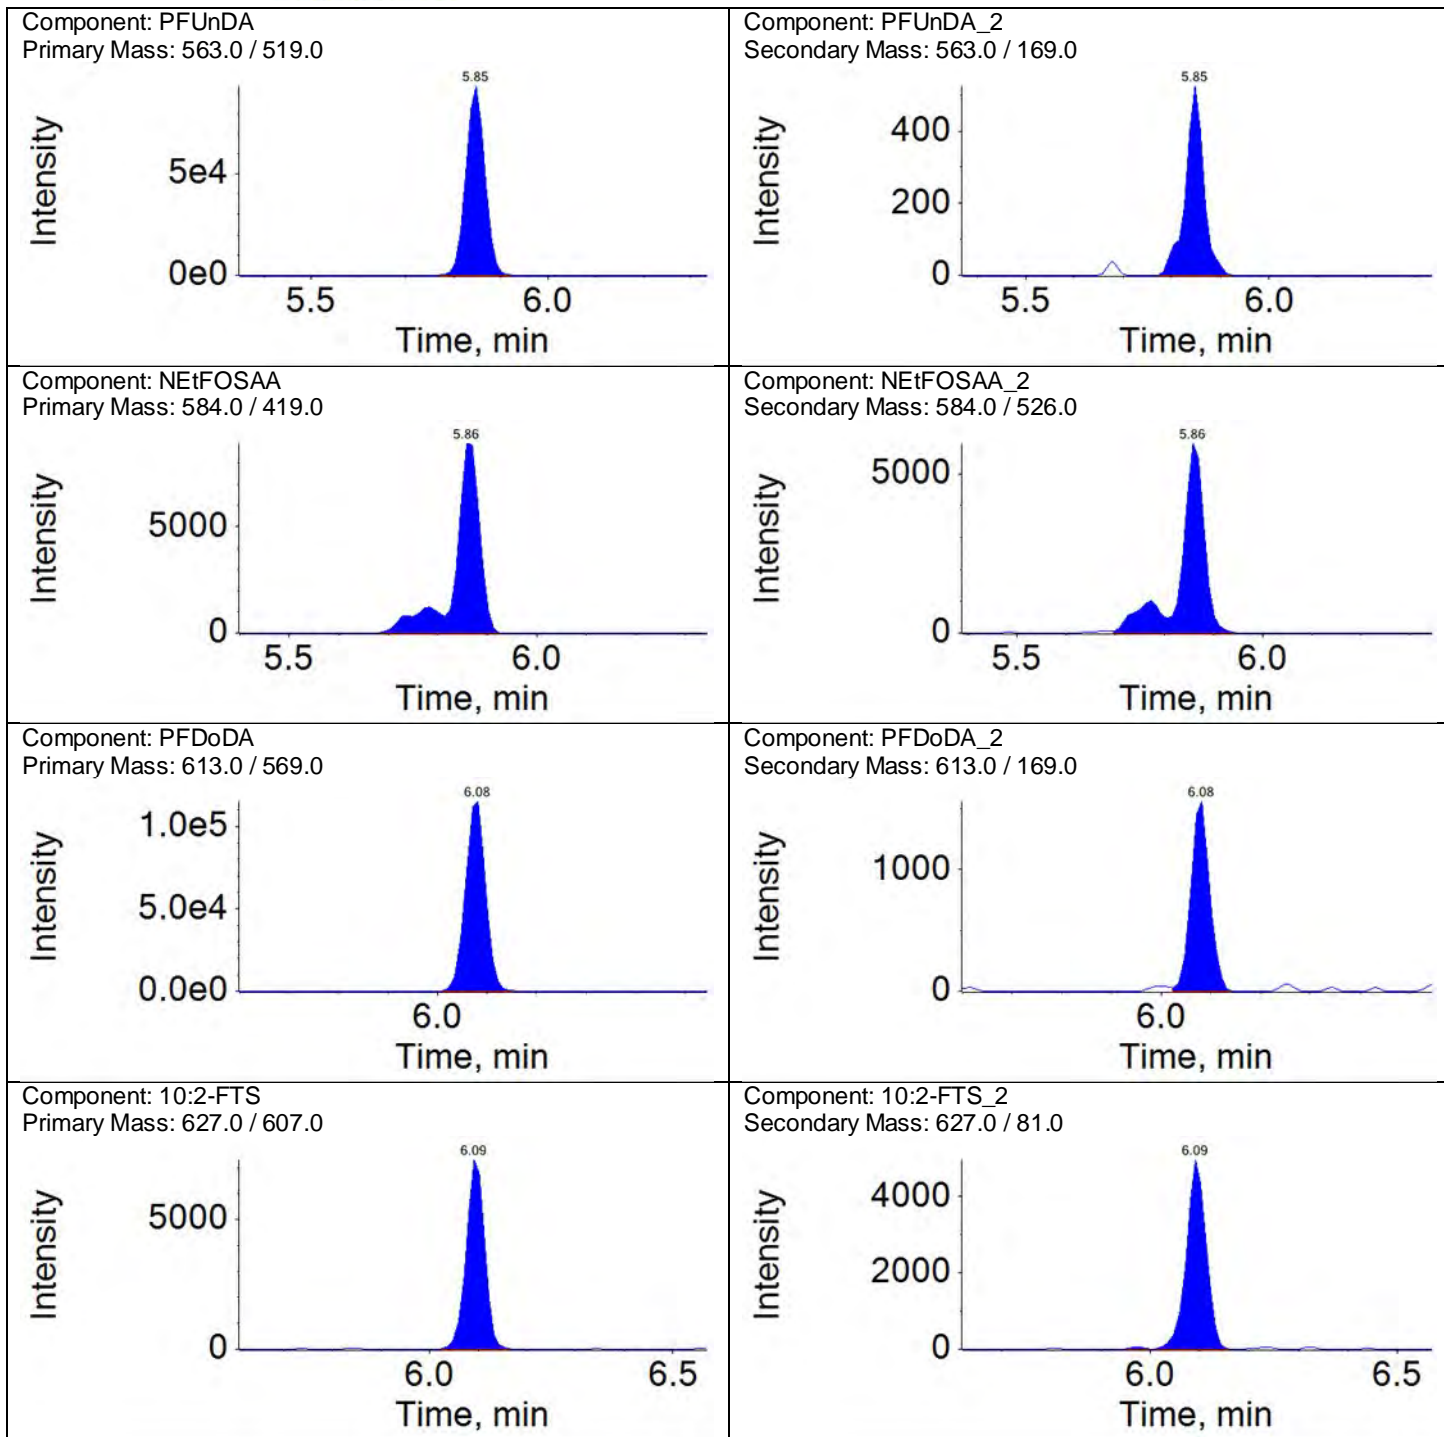 Component: PFUnDA
Primary Mass: 563.0 / 519.0
5.85
Intensity
5e4
0e0
5.5
6.0
Time, min
Component: PFUnDA_2
Secondary Mass: 563.0 / 169.0
5.85
Intensity
400
200
0
5.5
6.0
Time, min
Component: NEtFOSAA
Primary Mass: 584.0 / 419.0
5.86
Intensity
5000
0
5.5
6.0
Time, min
Component: NEtFOSAA_2
Secondary Mass: 584.0 / 526.0
5.86
Intensity
5000
0
5.5
6.0
Time, min
Component: PFDoDA
Primary Mass: 613.0 / 569.0
6.08
Intensity
1.0e5
5.0e4
0.0e0
6.0
Time, min
Component: PFDoDA_2
Secondary Mass: 613.0 / 169.0
6.08
Intensity
1000
0
6.0
Time, min
Component: 10:2-FTS
Primary Mass: 627.0 / 607.0
6.09
Intensity
5000
0
6.0
6.5
Time, min
Component: 10:2-FTS_2
Secondary Mass: 627.0 / 81.0
6.09
Intensity
4000
2000
0
6.0
6.5
Time, min